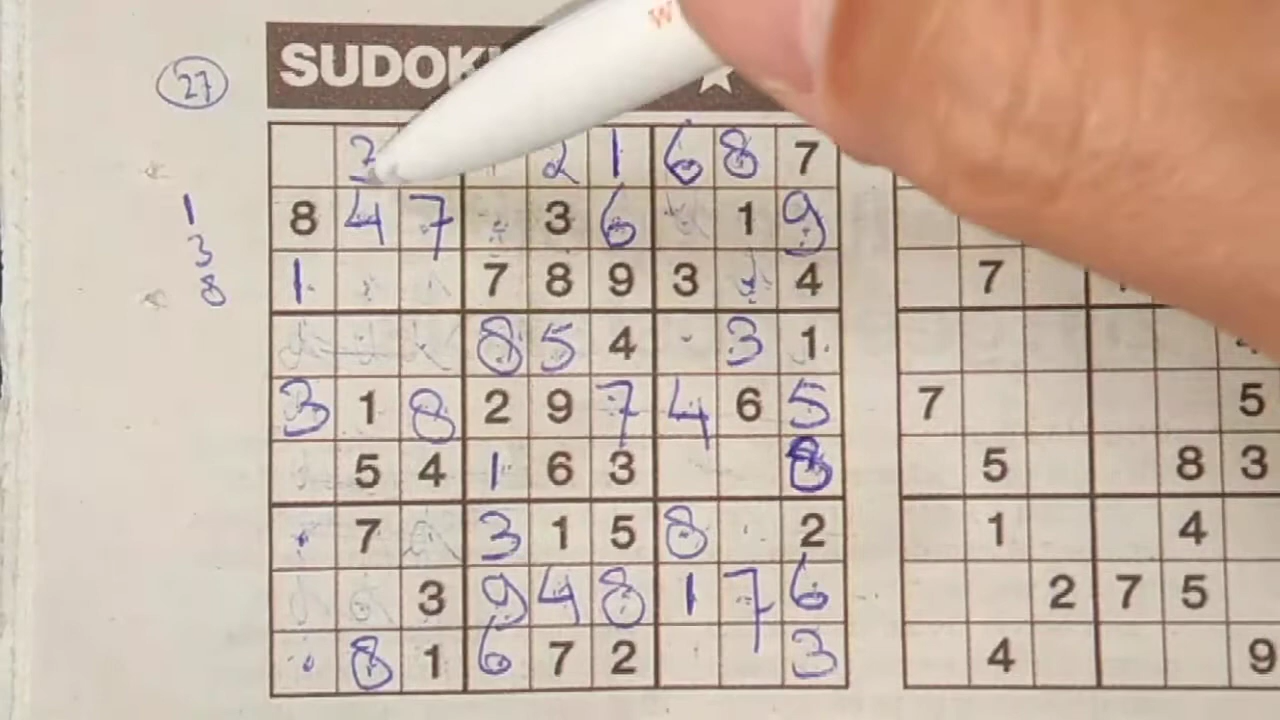 SUDOK
27
W
3 2 1 6 8 7
8 4 7 3 6 1 9
1 7 8 9 3 4
8 5 4 3 1
3 1 8 2 9 7 4 6 5
5 4 1 6 3 8
7 3 1 5 8 2
3 9 4 8 1 7 6
8 1 6 7 2 3
1
3
8
7
7 5
5 8 3
1 4
2 7 5
4 9